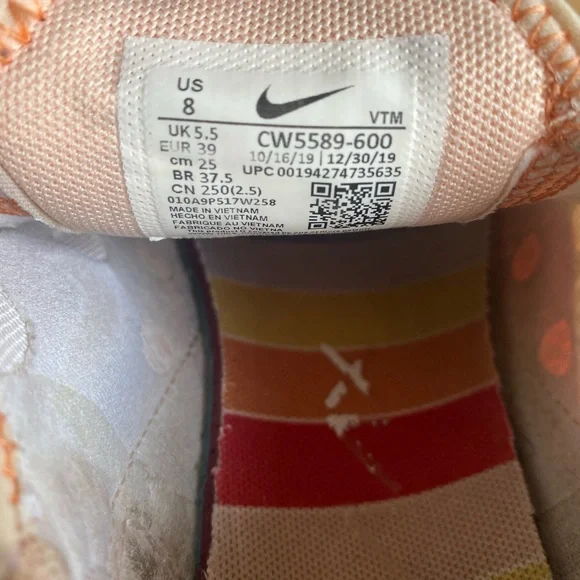 US
8
VTM
UK 5.5
EUR 39
cm 25
BR 37.5
CN 250(2.5)
CW5589-600
10/16/19 | 12/30/19
UPC 00194274735635
010A9P517W258
MADE IN VIETNAM
HECHO EN VIETNAM
FABRIQUE AU VIETNAM
FABRICADO NO VIETNAM